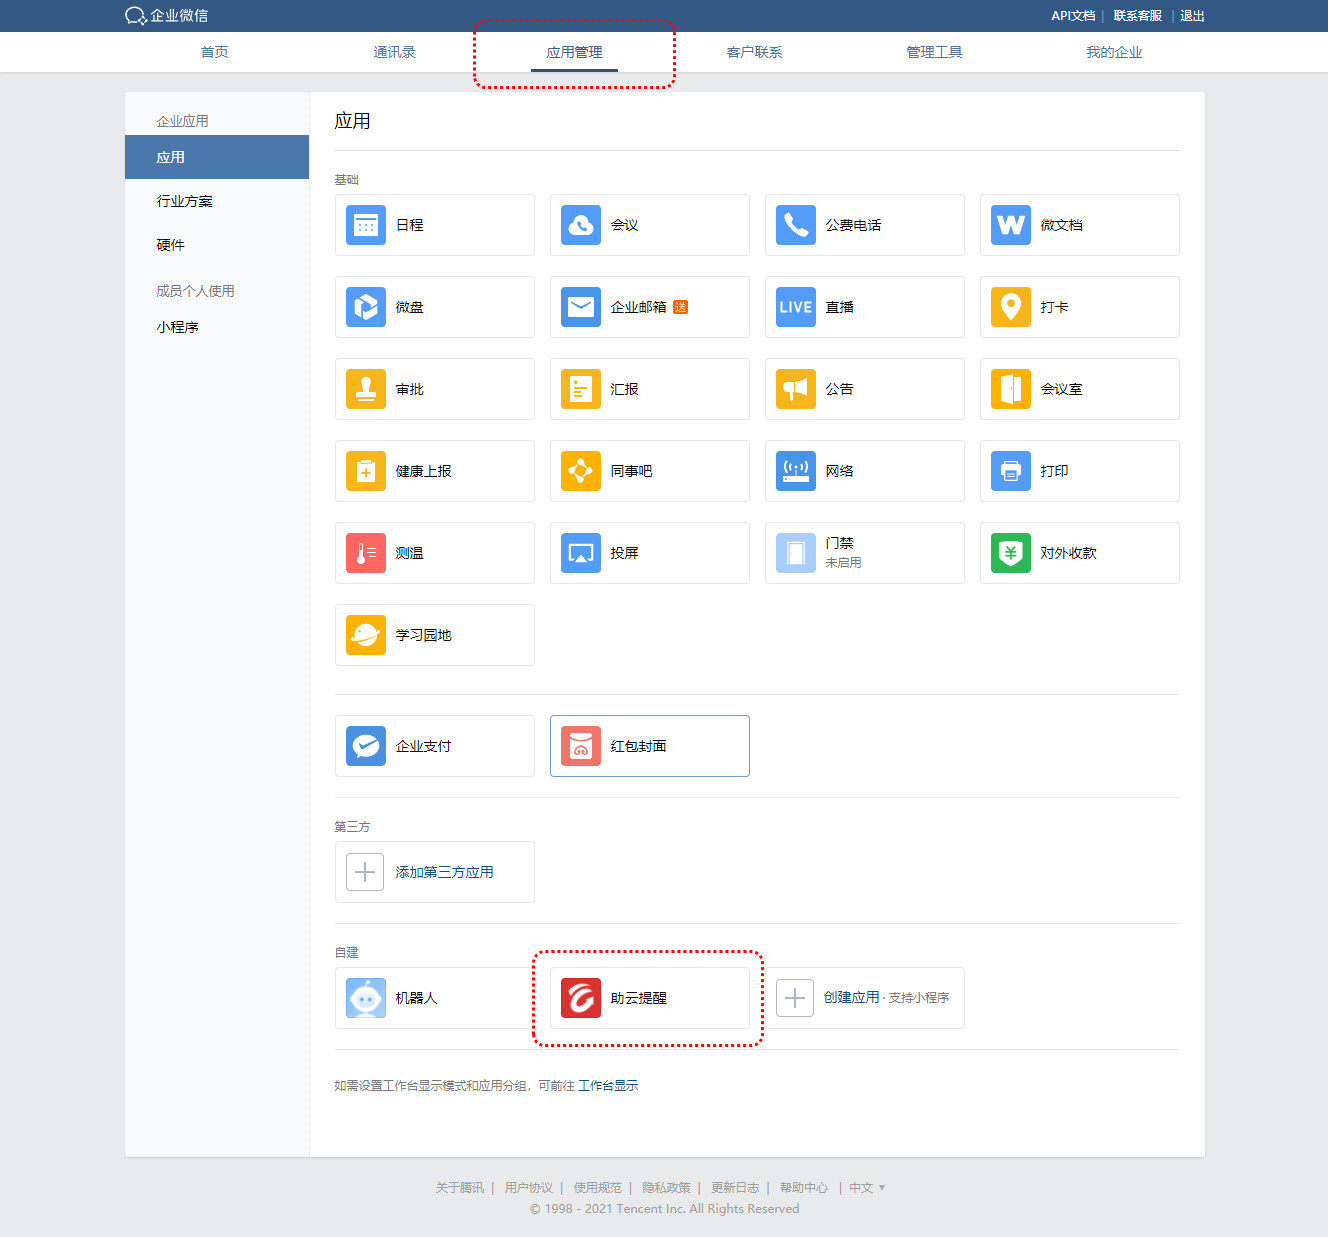 企业微信
API文档 | 联系客服 | 退出
首页 通讯录 应用管理 客户联系 管理工具 我的企业
企业应用
应用
行业方案
硬件
成员个人使用
小程序
应用
基础
日程 会议 公费电话 微文档
微盘 企业邮箱 送 LIVE 直播 打卡
审批 汇报 公告 会议室
健康上报 同事吧 网络 打印
测温 投屏 门禁 对外收款
未启用
学习园地
企业支付 红包封面
第三方
添加第三方应用
自建
机器人 助云提醒 创建应用 · 支持小程序
如需设置工作台显示模式和应用分组，可前往 工作台显示
关于腾讯 | 用户协议 | 使用规范 | 隐私政策 | 更新日志 | 帮助中心 | 中文 ▼
© 1998 - 2021 Tencent Inc. All Rights Reserved